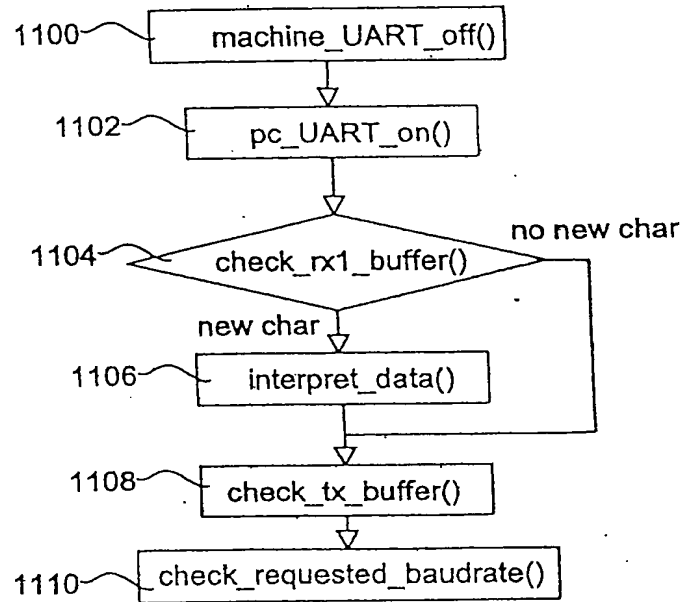 1100 machine_UART_off()
1102 pc_UART_on()
no new char
1104 check_rx1_buffer()
new char
1106 interpret_data()
1108 check_tx_buffer()
1110 check_requested_baudrate()